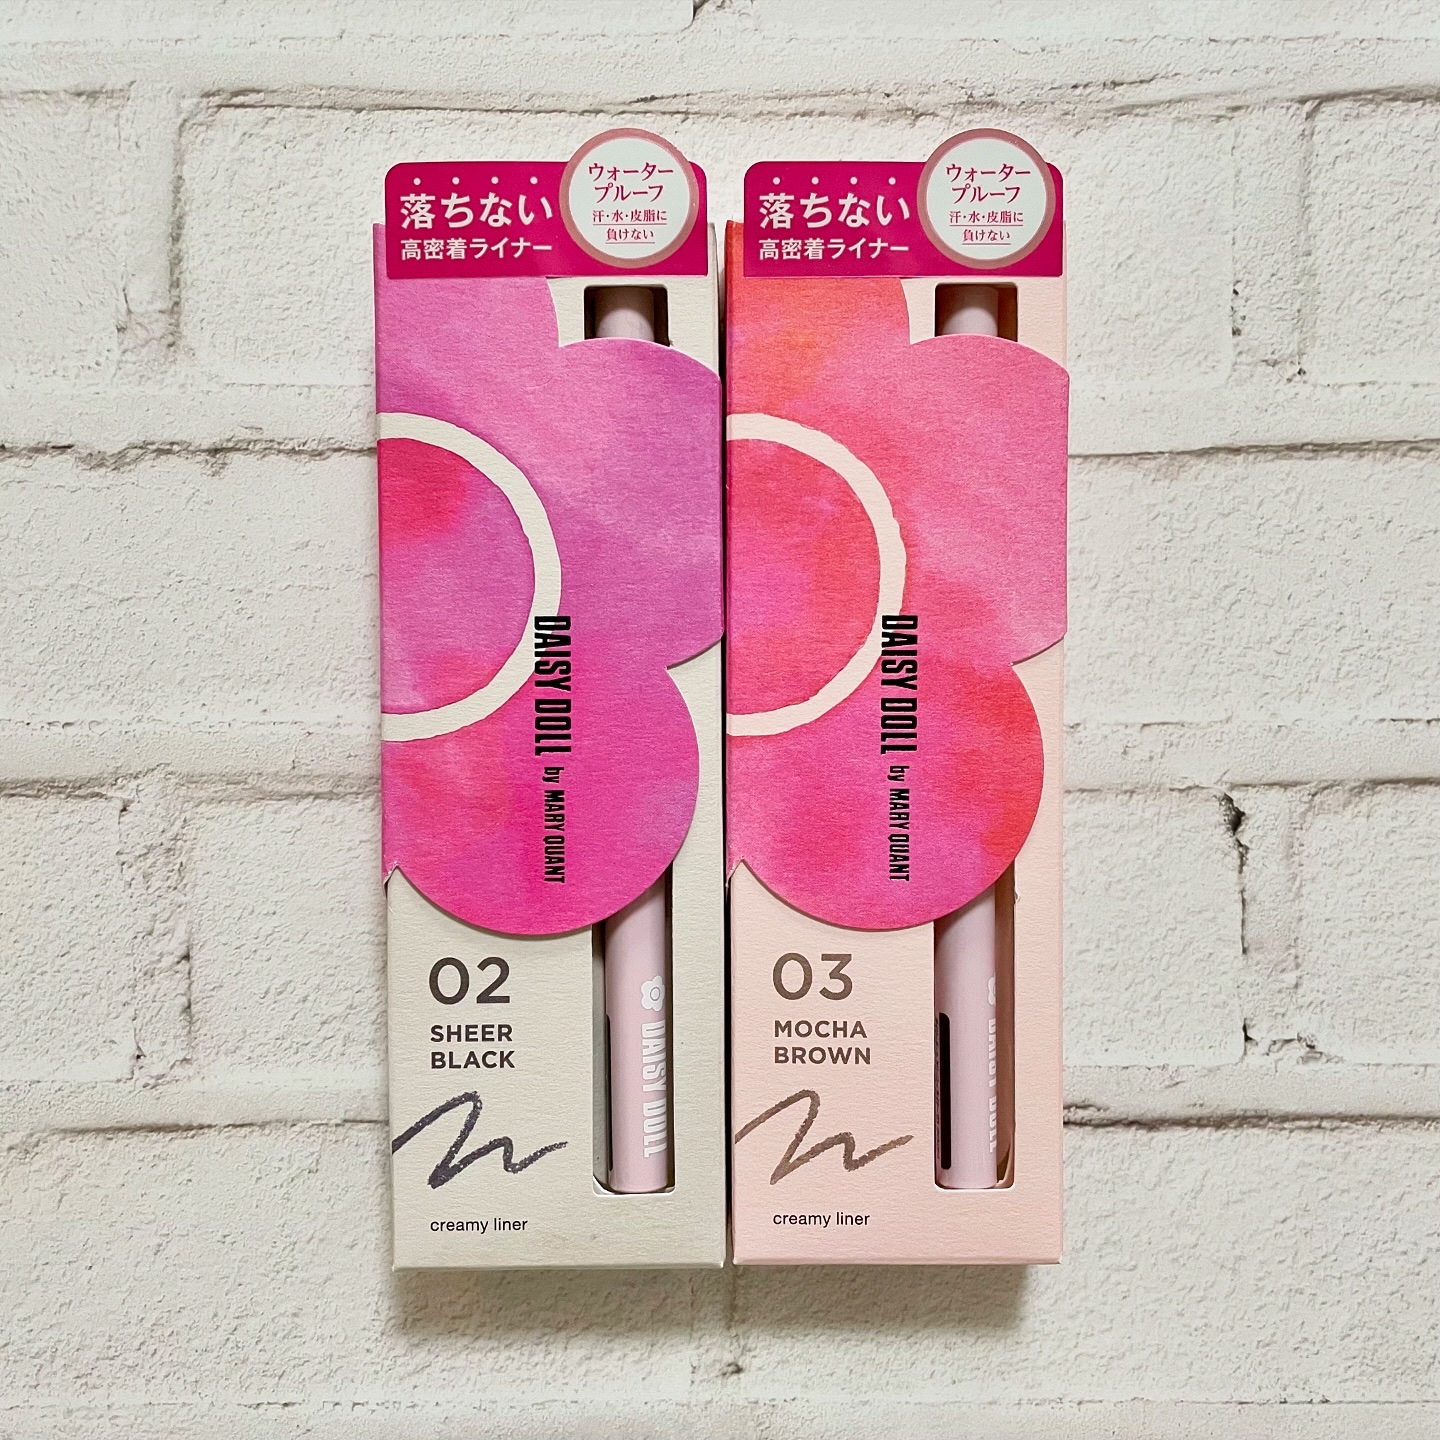 落ちない
高密着ライナー
ウォーター
プルーフ
汗・水・皮脂に
負けない
DAISY DOLL by MARY QUANT
02
SHEER
BLACK
creamy liner
DAISY DOLL
落ちない
高密着ライナー
ウォーター
プルーフ
汗・水・皮脂に
負けない
DAISY DOLL by MARY QUANT
03
MOCHA
BROWN
creamy liner
DAISY DOLL